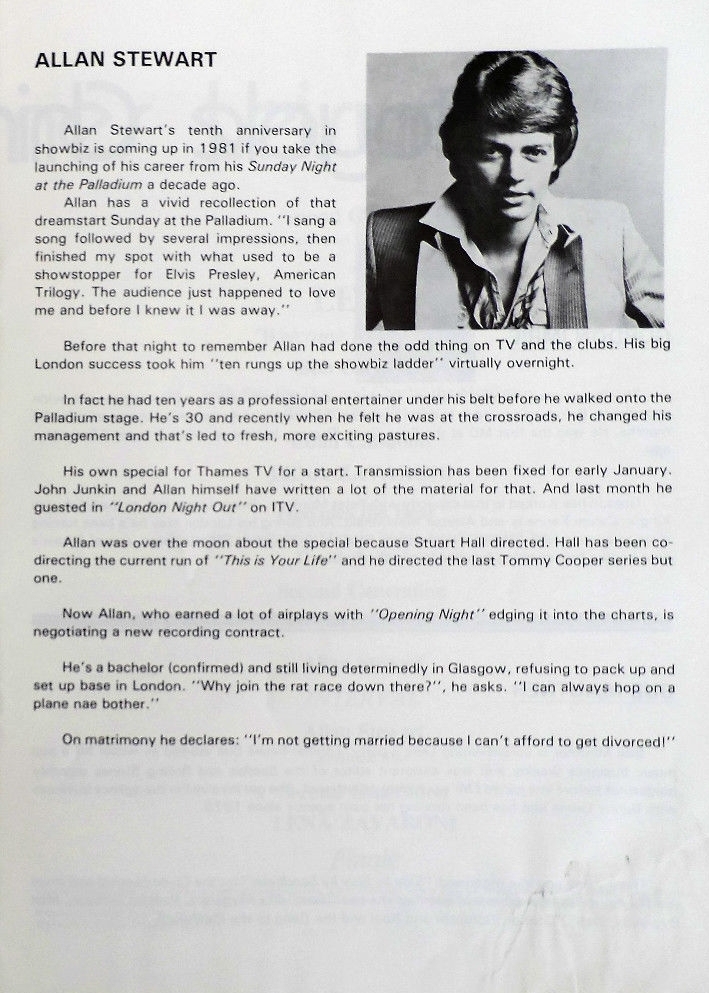 ALLAN STEWART
Allan Stewart's tenth anniversary in
showbiz is coming up in 1981 if you take the
launching of his career from his Sunday Night
at the Palladium a decade ago.
Allan has a vivid recollection of that
dreamstart Sunday at the Palladium. "I sang a
song followed by several impressions, then
finished my spot with what used to be a
showstopper for Elvis Presley, American
Trilogy. The audience just happened to love
me and before I knew it I was away."
Before that night to remember Allan had done the odd thing on TV and the clubs. His big
London success took him "ten rungs up the showbiz ladder" virtually overnight.
In fact he had ten years as a professional entertainer under his belt before he walked onto the
Palladium stage. He's 30 and recently when he felt he was at the crossroads, he changed his
management and that's led to fresh, more exciting pastures.
His own special for Thames TV for a start. Transmission has been fixed for early January.
John Junkin and Allan himself have written a lot of the material for that. And last month he
guested in "London Night Out" on ITV.
Allan was over the moon about the special because Stuart Hall directed. Hall has been co-
directing the current run of "This is Your Life" and he directed the last Tommy Cooper series but
one.
Now Allan, who earned a lot of airplays with "Opening Night" edging it into the charts, is
negotiating a new recording contract.
He's a bachelor (confirmed) and still living determinedly in Glasgow, refusing to pack up and
set up base in London. "Why join the rat race down there?", he asks. "I can always hop on a
plane nae bother."
On matrimony he declares: "I'm not getting married because I can't afford to get divorced!"